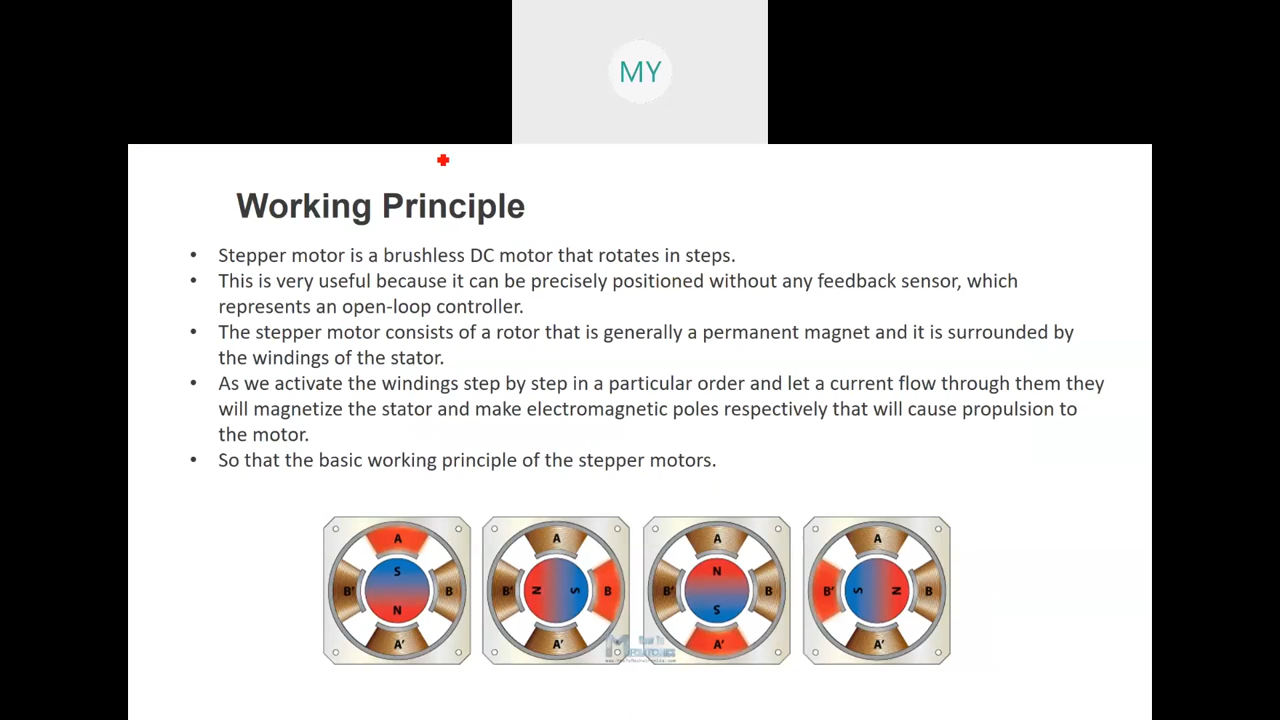 MY
Working Principle
• Stepper motor is a brushless DC motor that rotates in steps.
• This is very useful because it can be precisely positioned without any feedback sensor, which
represents an open-loop controller.
• The stepper motor consists of a rotor that is generally a permanent magnet and it is surrounded by
the windings of the stator.
• As we activate the windings step by step in a particular order and let a current flow through them they
will magnetize the stator and make electromagnetic poles respectively that will cause propulsion to
the motor.
• So that the basic working principle of the stepper motors.
A A A A
S N
B' B B' N S B B' B B' S N B
N S
A' A' A' A'